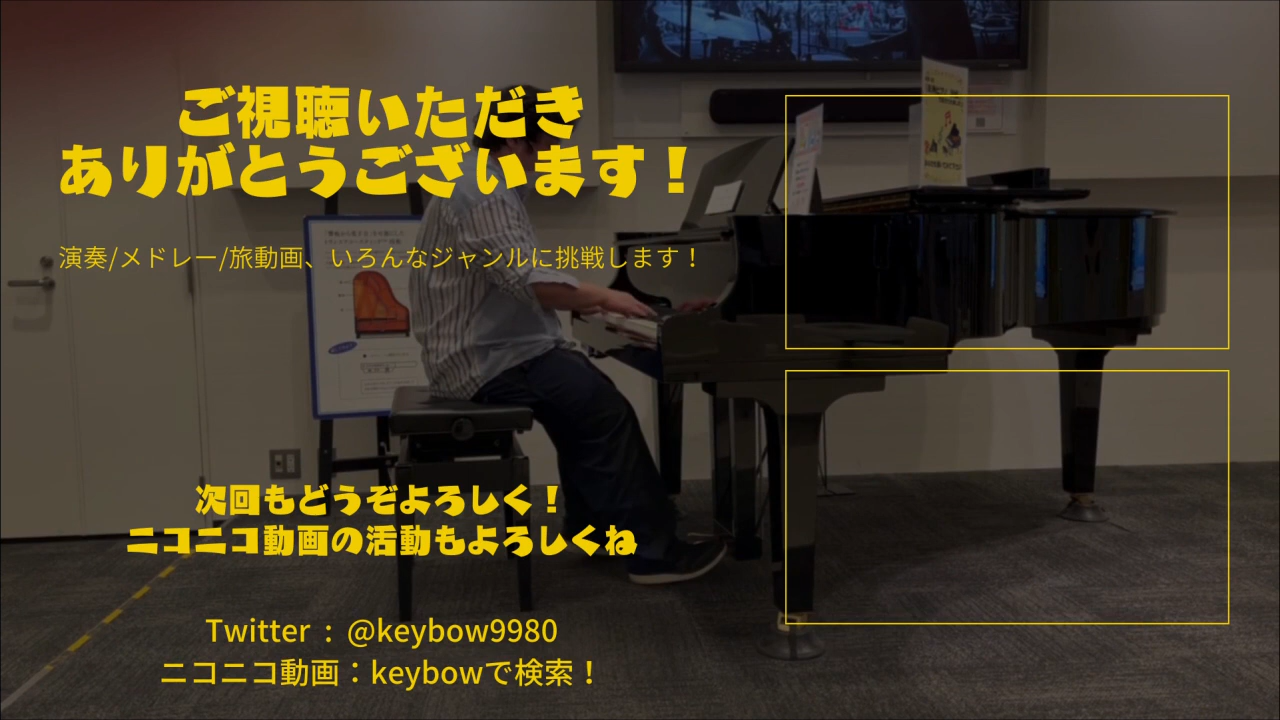 ご視聴いただき
ありがとうございます！
演奏/メドレー/旅動画、いろんなジャンルに挑戦します！
次回もどうぞよろしく！
ニコニコ動画の活動もよろしくね
Twitter：@keybow9980
ニコニコ動画：keybowで検索！